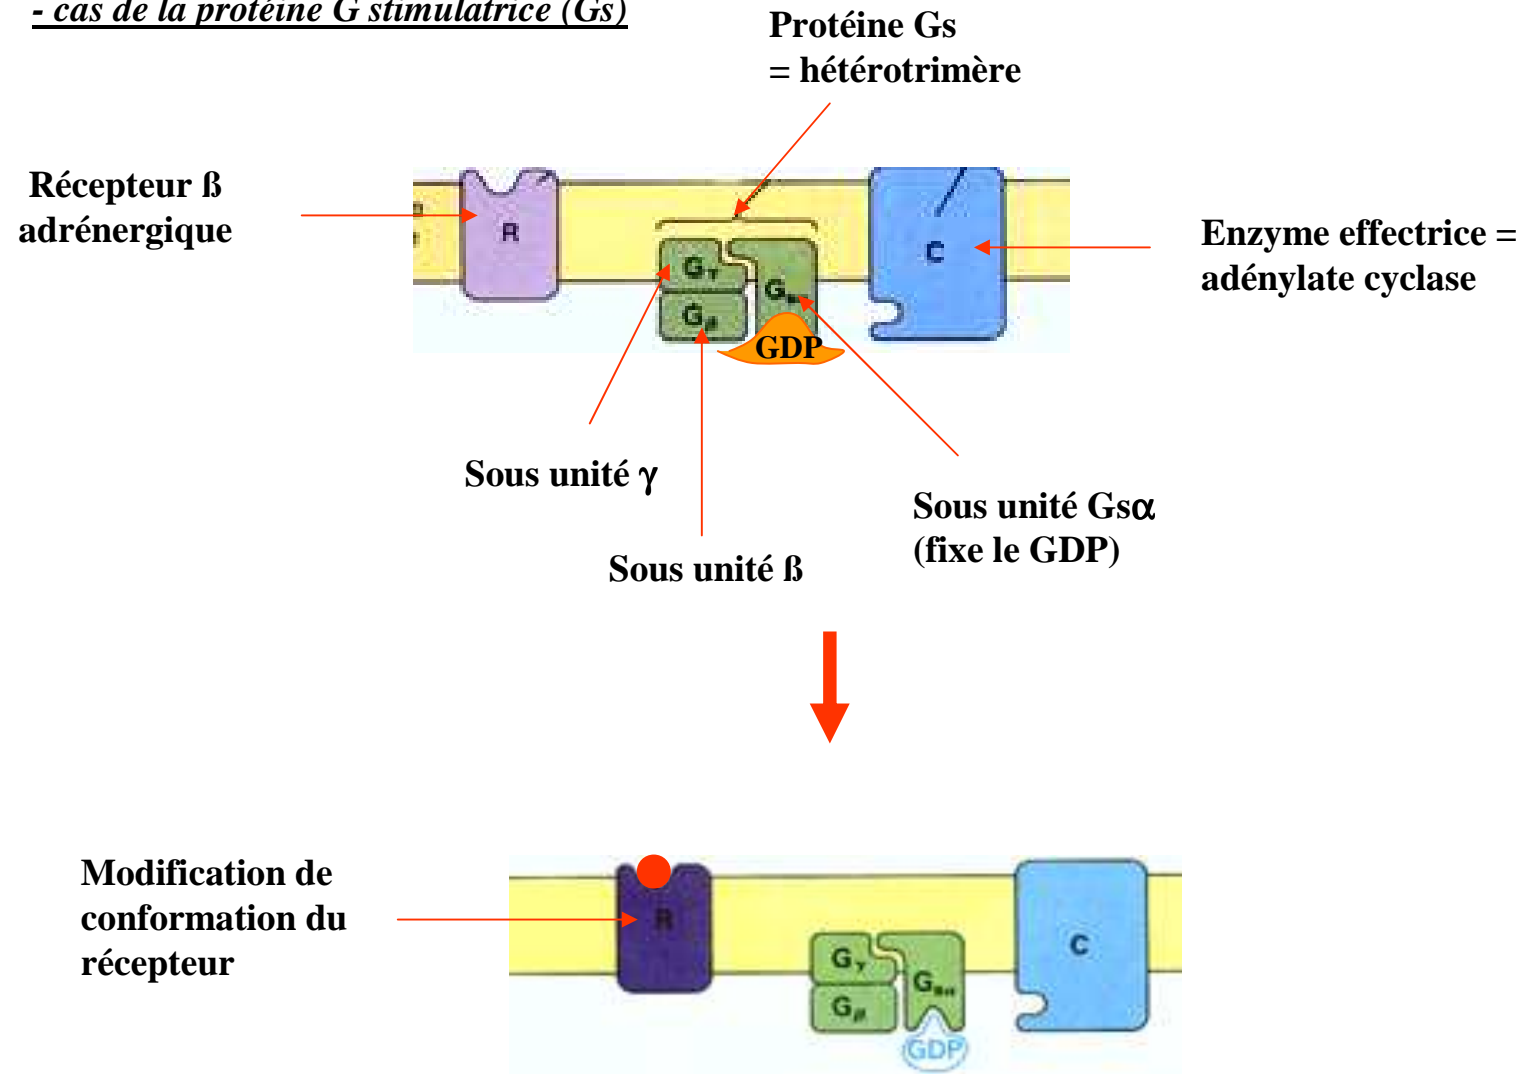 - cas de la protéine G stimulatrice (Gs)
Protéine Gs
= hétérotrimère
Récepteur ß
adrénergique
R
Gγ
Gβ
Gsα
GDP
C
Enzyme effectrice =
adénylate cyclase
Sous unité γ
Sous unité ß
Sous unité Gsα
(fixe le GDP)
Modification de
conformation du
récepteur
R
Gγ
Gβ
Gsα
GDP
C